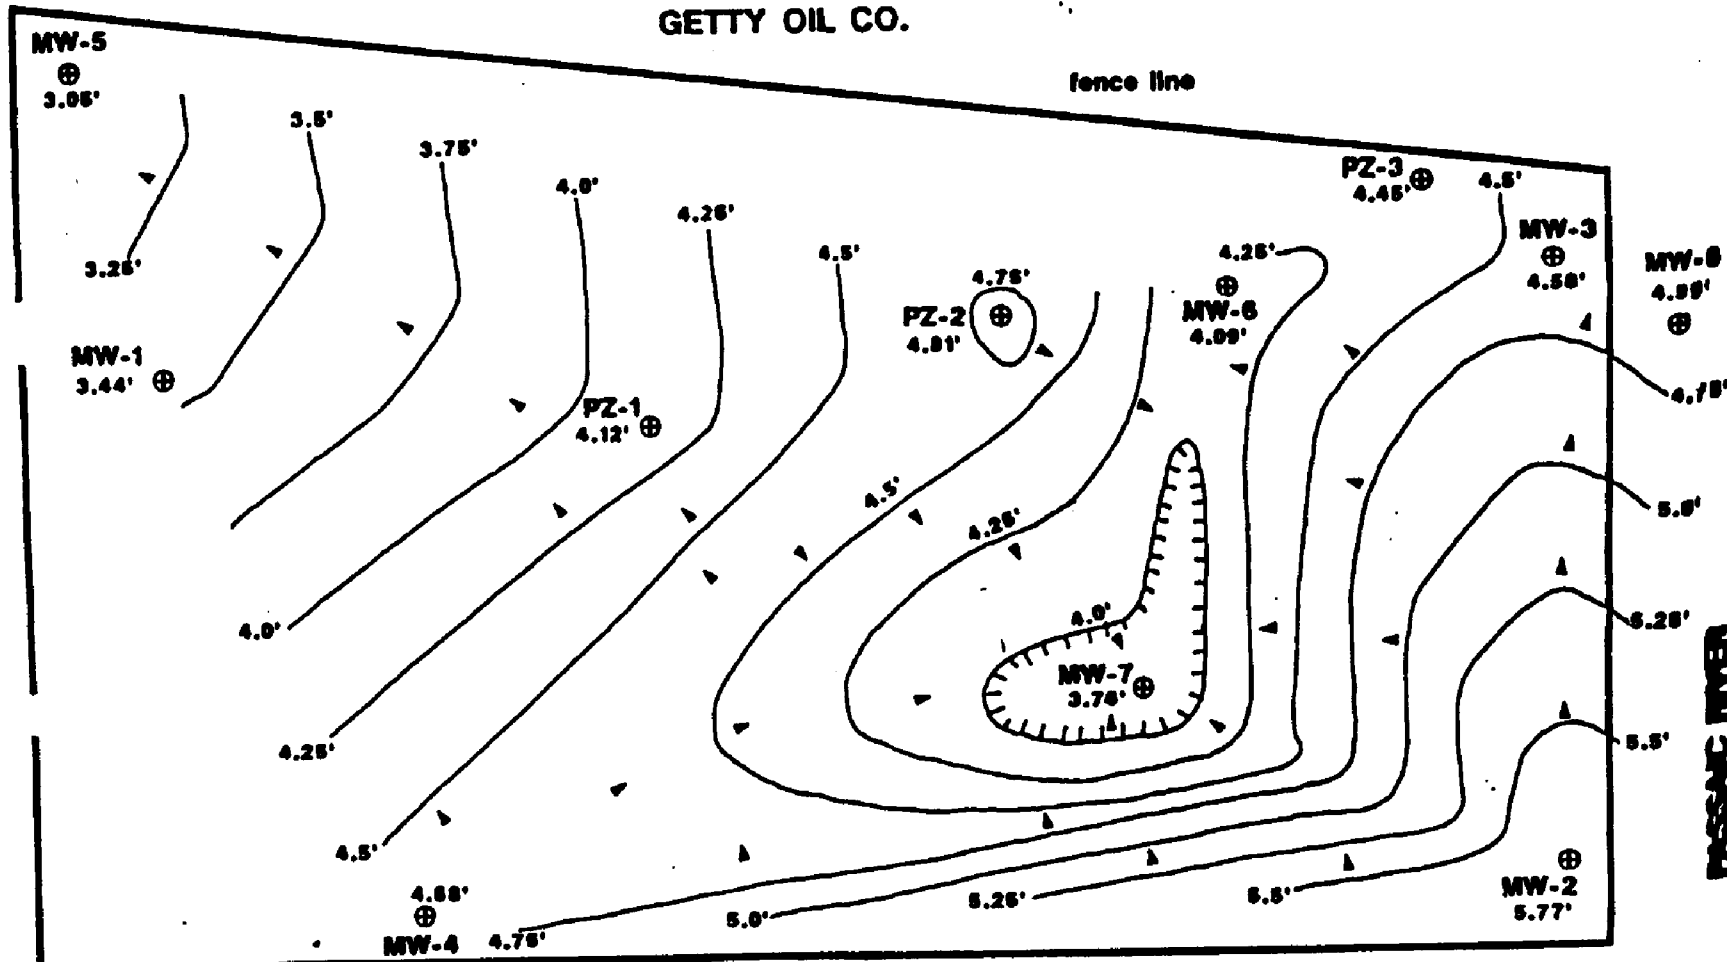 GETTY OIL CO.
MW-5
3.05'
fence line
3.5'
3.75'
4.0'
4.25'
4.5'
PZ-3
4.45'
4.5'
MW-3
4.58'
3.25'
4.25'
4.75'
PZ-2
4.81'
MW-6
4.09'
MW-1
3.44'
4.75'
PZ-1
4.12'
4.5'
4.25'
5.0'
4.0'
4.0'
5.25'
MW-7
3.76'
4.25'
5.5'
4.5'
4.68'
MW-4
4.75'
5.0'
5.25'
5.5'
MW-2
5.77'
PASSAIC RIVER